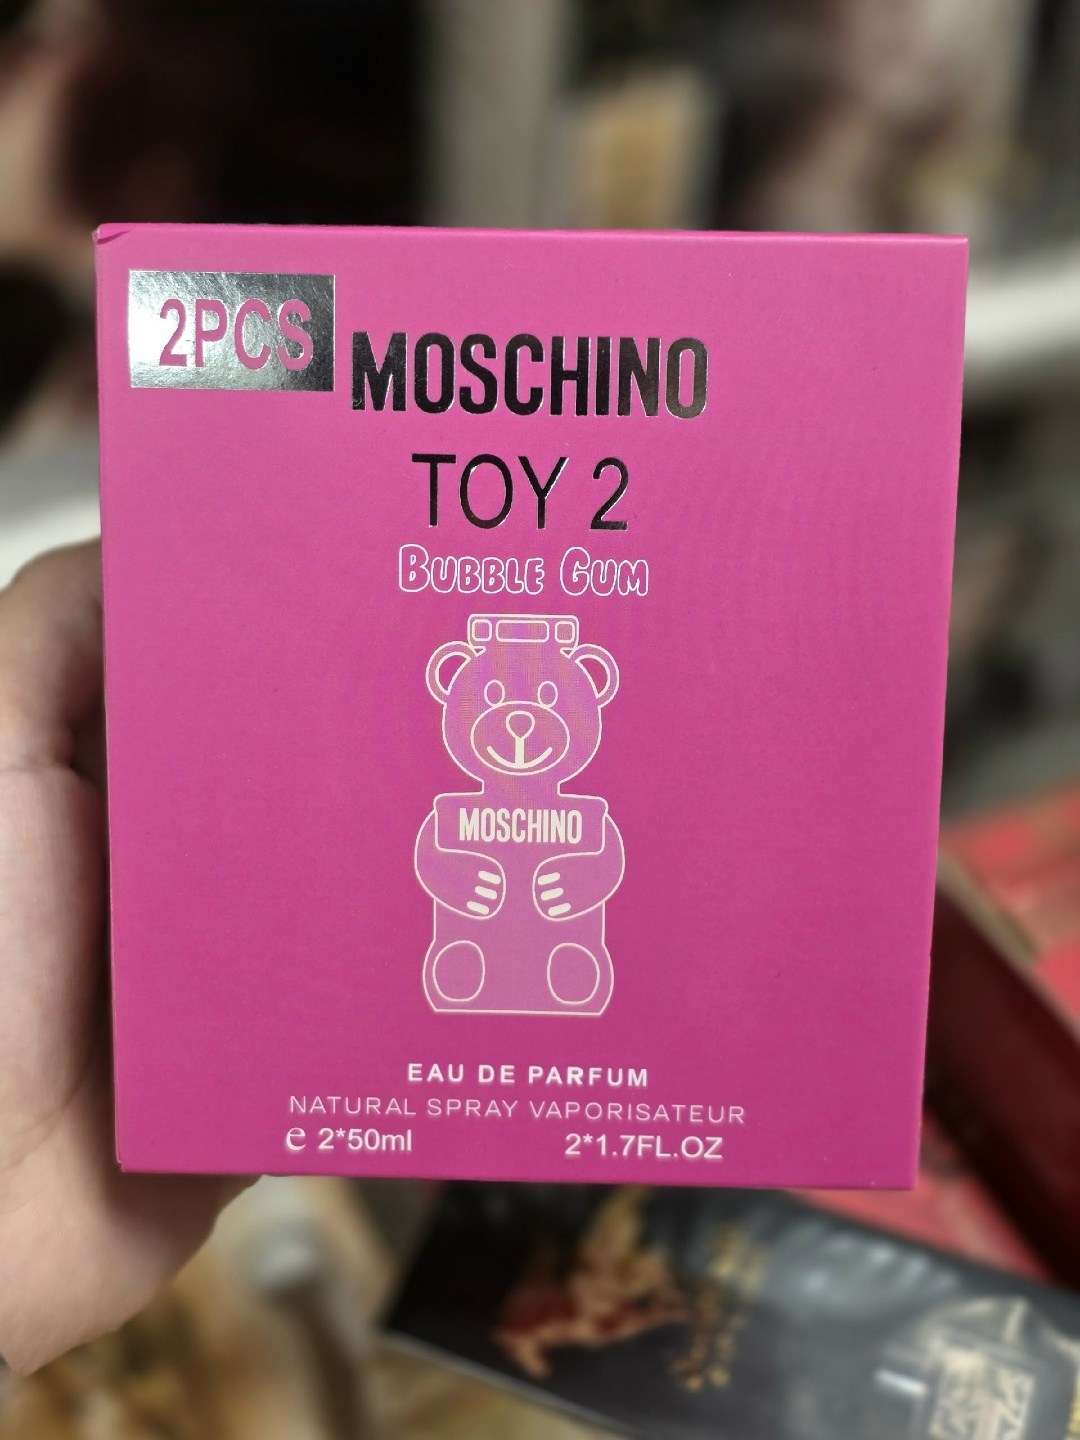 2PCS
MOSCHINO
TOY 2
BUBBLE GUM
MOSCHINO
EAU DE PARFUM
NATURAL SPRAY VAPORISATEUR
e 2*50ml 2*1.7FL.OZ